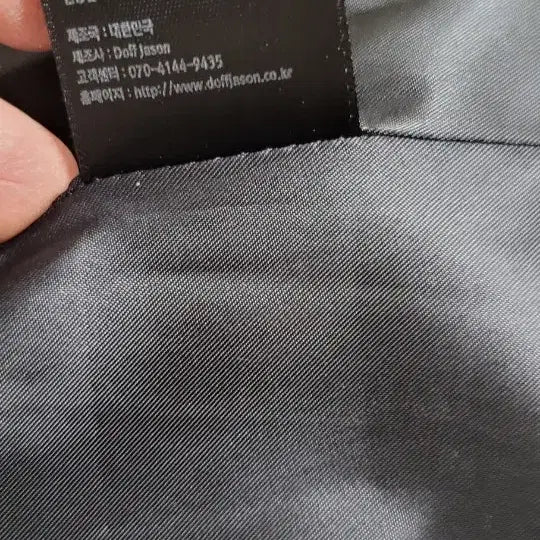 제조국 : 대한민국
제조사 : Doff Jason
고객센터 : 070-4144-9435
홈페이지 : http://www.doffjason.co.kr